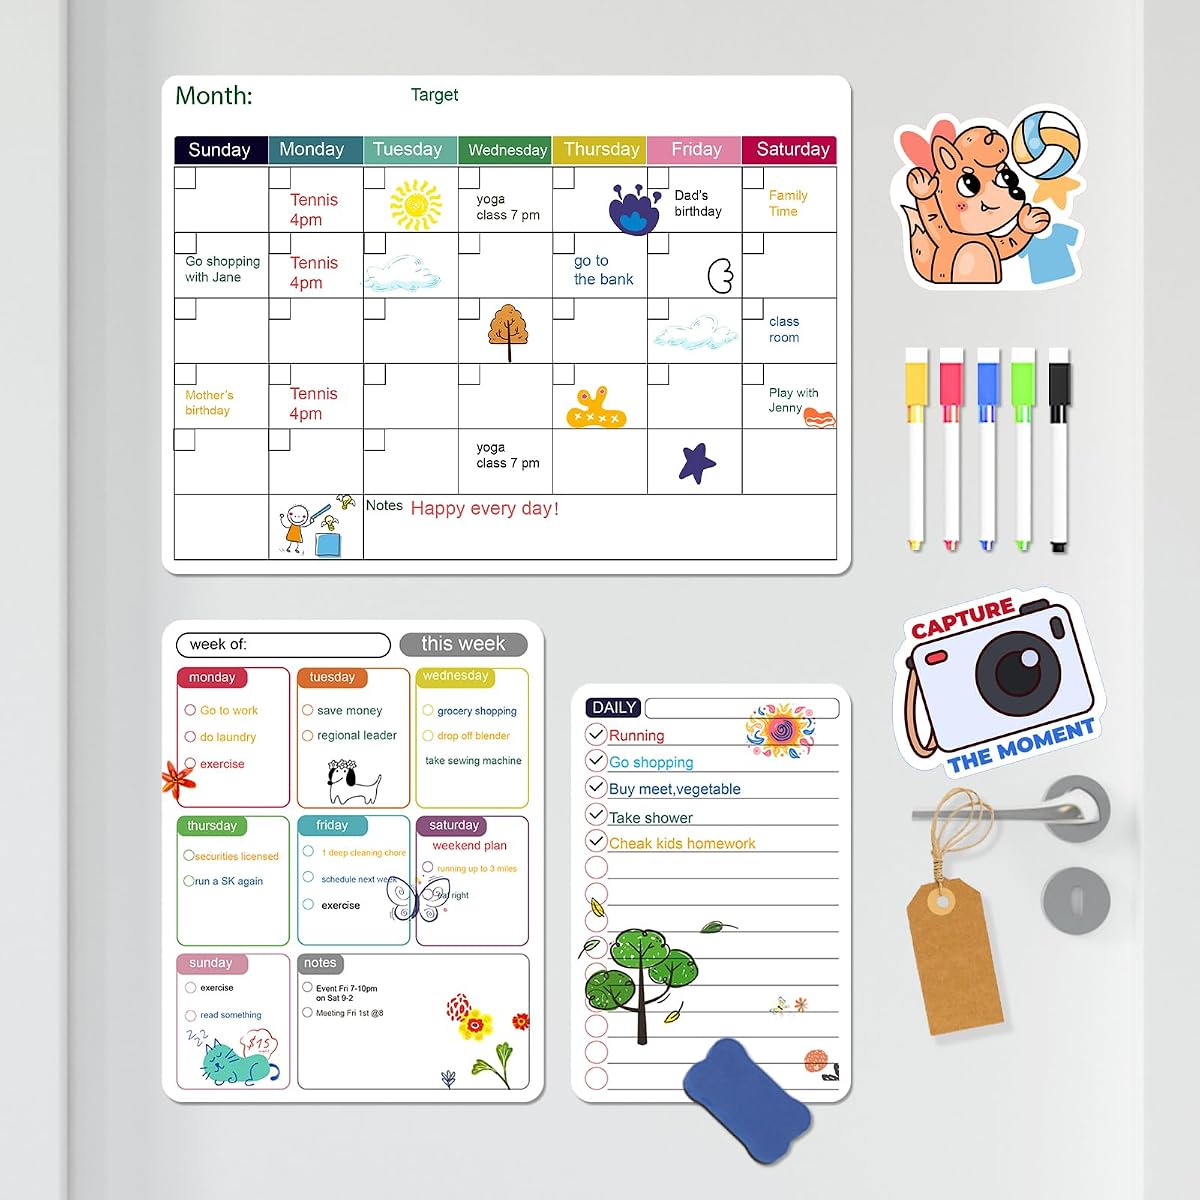 Month:
Target
Sunday Monday Tuesday Wednesday Thursday Friday Saturday
Tennis
4pm
yoga
class 7 pm
Dad's
birthday
Family
Time
Go shopping
with Jane
Tennis
4pm
go to
the bank
class
room
Mother's
birthday
Tennis
4pm
Play with
Jenny
yoga
class 7 pm
Notes Happy every day!
CAPTURE
THE MOMENT
week of:
this week
monday
Go to work
do laundry
exercise
tuesday
save money
regional leader
wednesday
grocery shopping
drop off blender
take sewing machine
thursday
securities licensed
run a SK again
friday
1 deep cleaning chore
schedule next week
exercise
saturday
weekend plan
running up to 3 miles
eat right
sunday
exercise
read something
zzz
$15
notes
Event Fri 7-10pm
on Sat 9-2
Meeting Fri 1st @8
DAILY
Running
Go shopping
Buy meet,vegetable
Take shower
Cheak kids homework